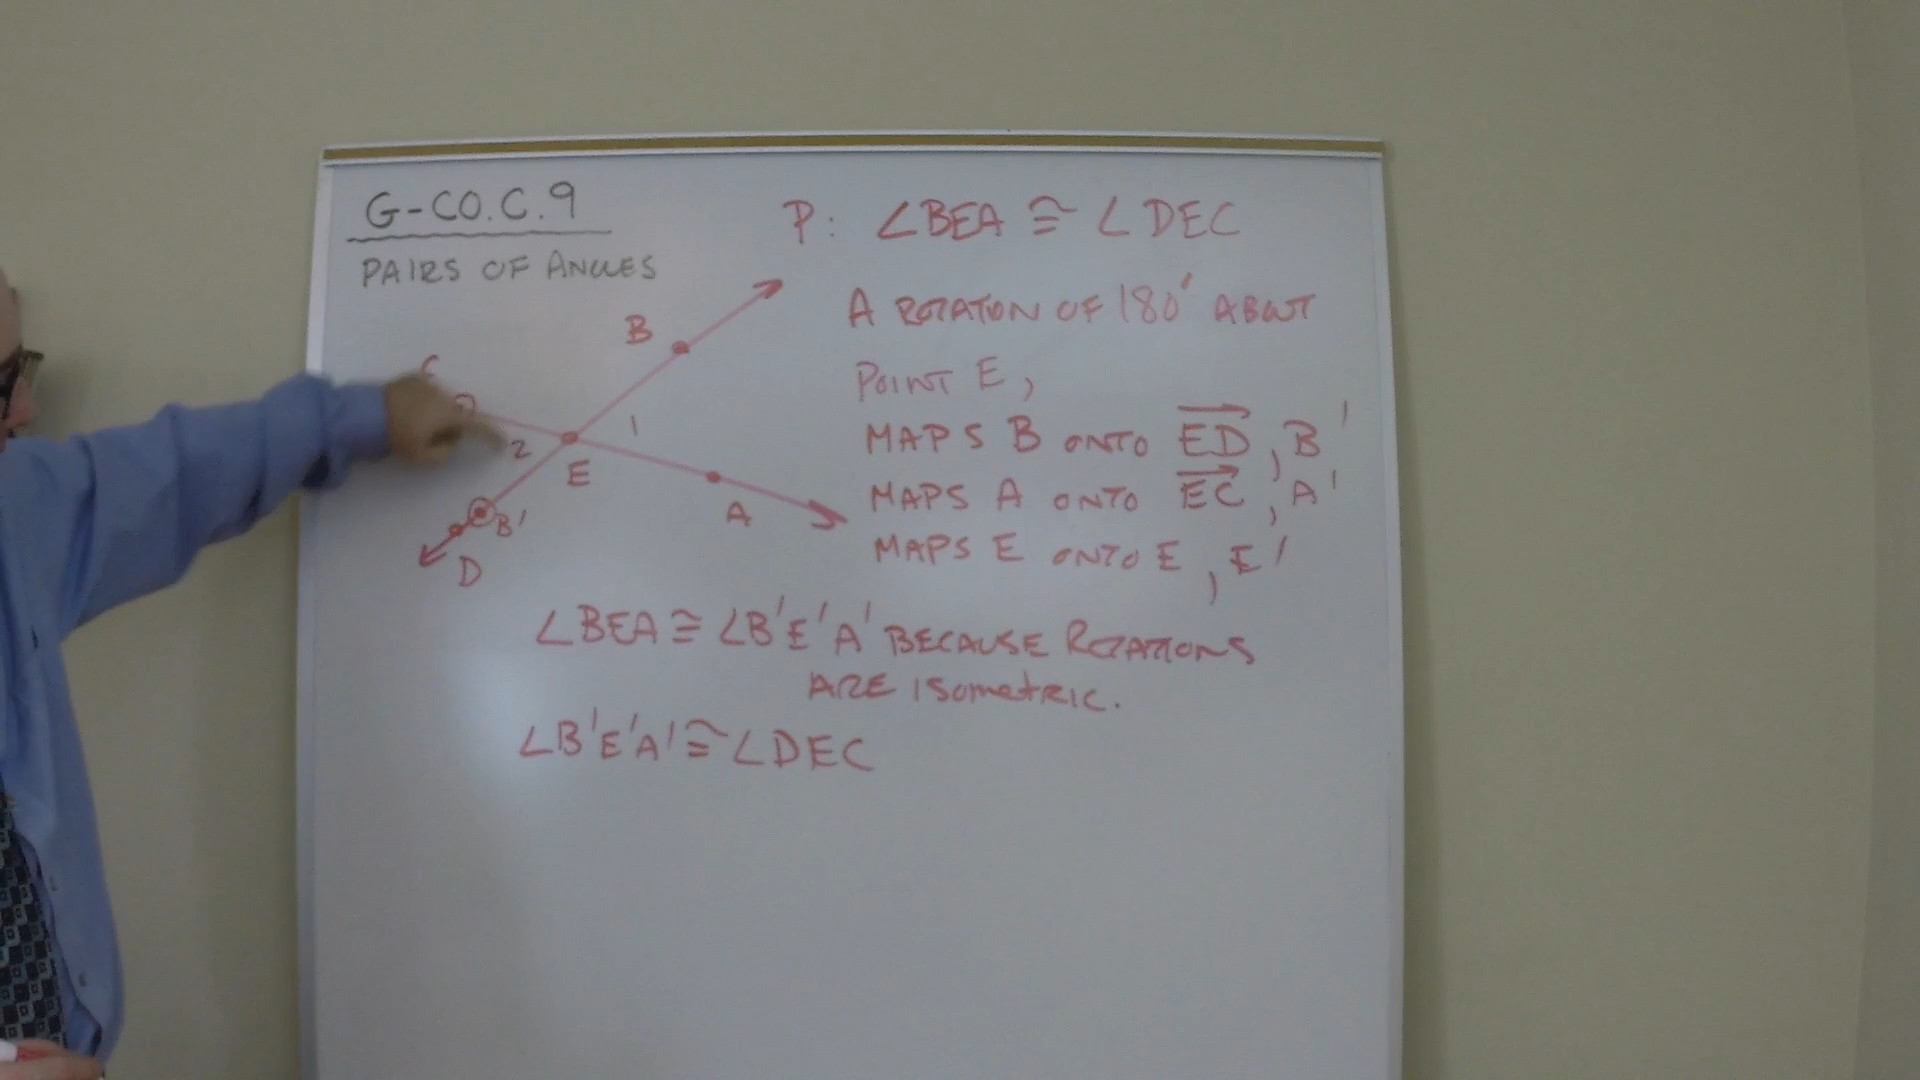 G-CO.C.9
PAIRS OF ANGLES
P: ∠BEA ≅ ∠DEC
A ROTATION OF 180° ABOUT
POINT E,
MAPS B ONTO ED, B'
MAPS A ONTO EC, A'
MAPS E ONTO E, E'
C
B
1
2
E
A
B'
D
∠BEA ≅ ∠B'E'A' BECAUSE ROTATIONS
ARE ISOMETRIC.
∠B'E'A' ≅ ∠DEC